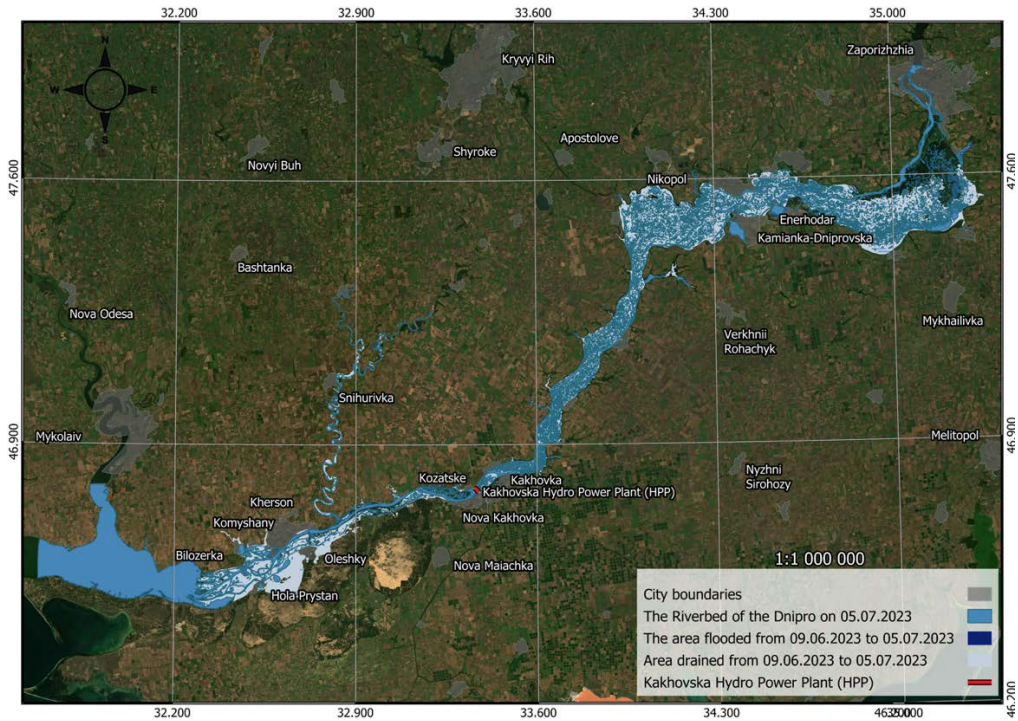 32.200 32.900 33.600 34.300 35.000
N
W E
S
Zaporizhzhia
Kryvyi Rih
Apostolove
Shyroke
Novyi Buh
47.600 47.600
Nikopol
Enerhodar
Kamianka-Dniprovska
Bashtanka
Nova Odesa
Mykhailivka
Verkhnii
Rohachyk
Snihurivka
46.900 46.900
Mykolaiv
Melitopol
Kozatske
Kakhovka
Nyzhni
Sirohozy
Kakhovska Hydro Power Plant (HPP)
Kherson
Nova Kakhovka
Komyshany
Bilozerka
Oleshky
Nova Maiachka
Hola Prystan
1:1 000 000
City boundaries
The Riverbed of the Dnipro on 05.07.2023
The area flooded from 09.06.2023 to 05.07.2023
Area drained from 09.06.2023 to 05.07.2023
Kakhovska Hydro Power Plant (HPP)
46.200
32.200 32.900 33.600 34.300